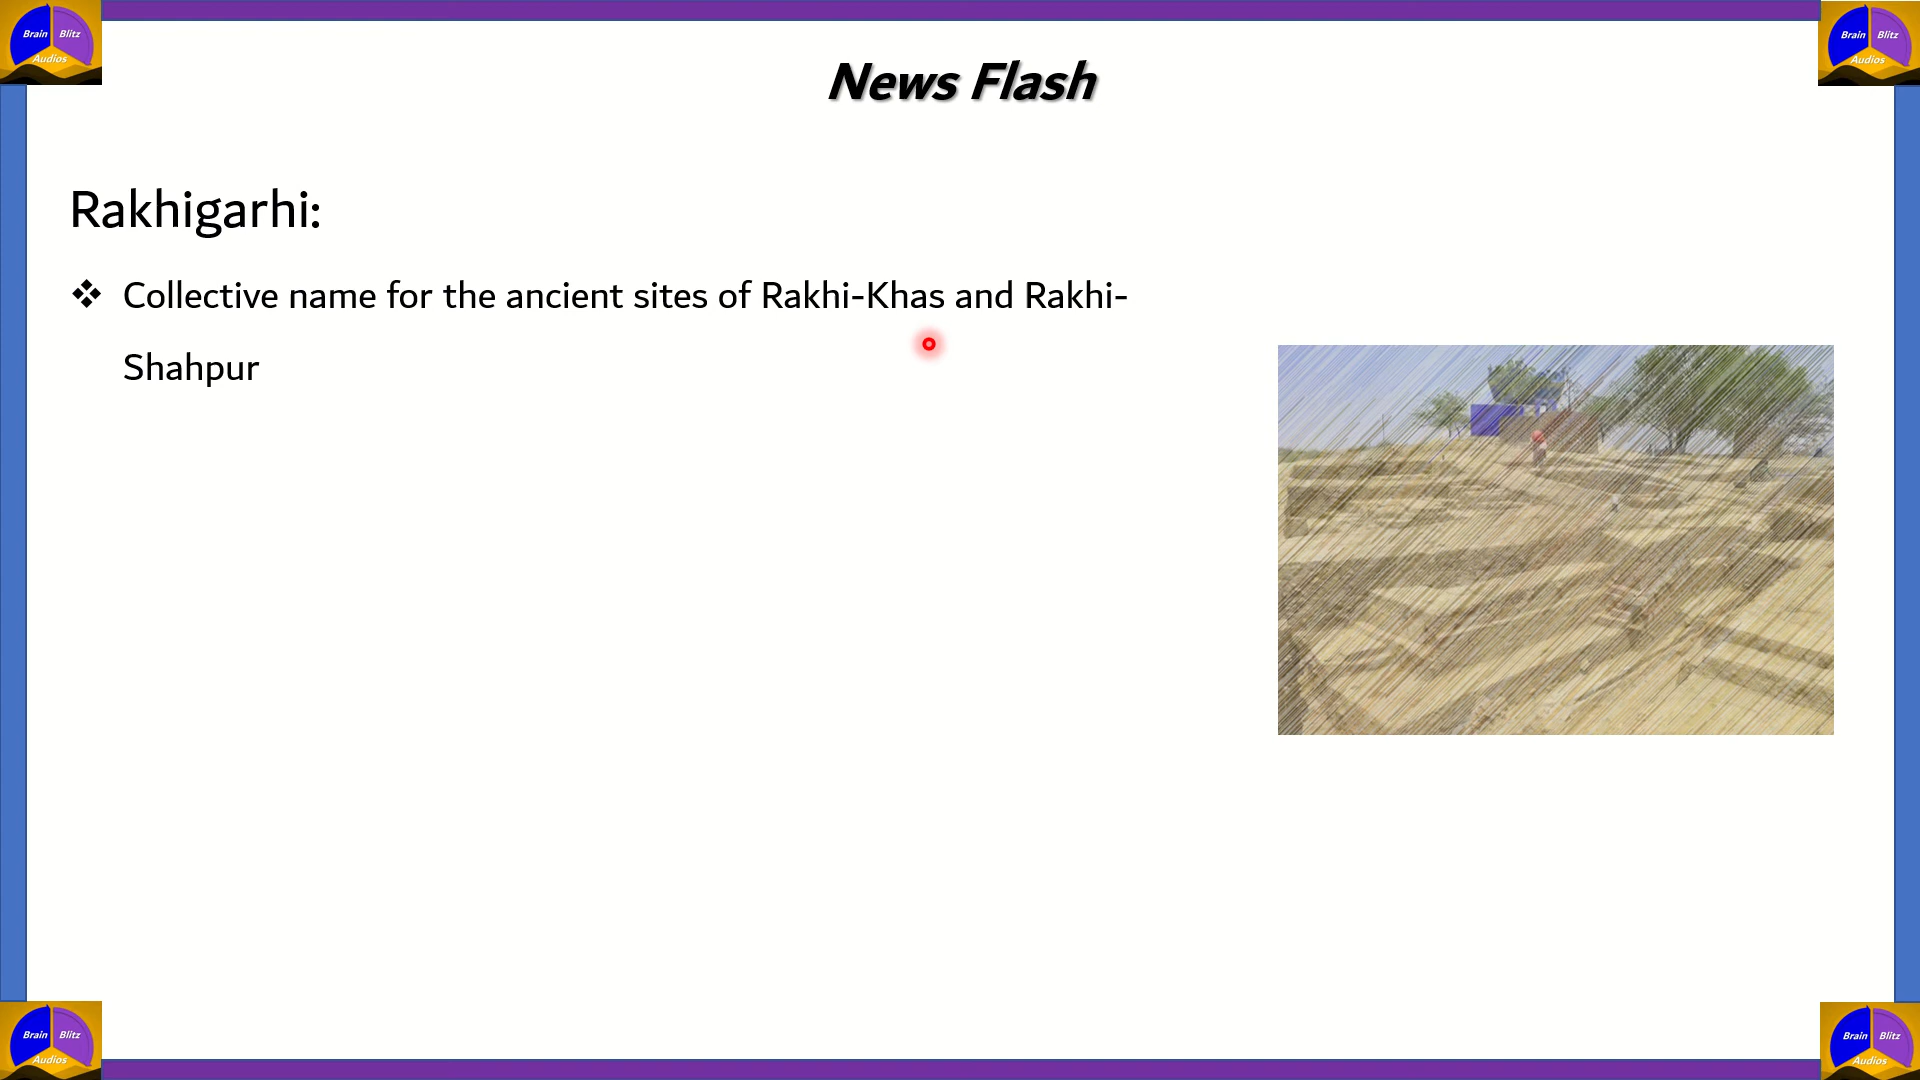 Brain Blitz
Audios
Brain Blitz
Audios
News Flash
Rakhigarhi:
❖ Collective name for the ancient sites of Rakhi-Khas and Rakhi-
Shahpur
Brain Blitz
Audios
Brain Blitz
Audios